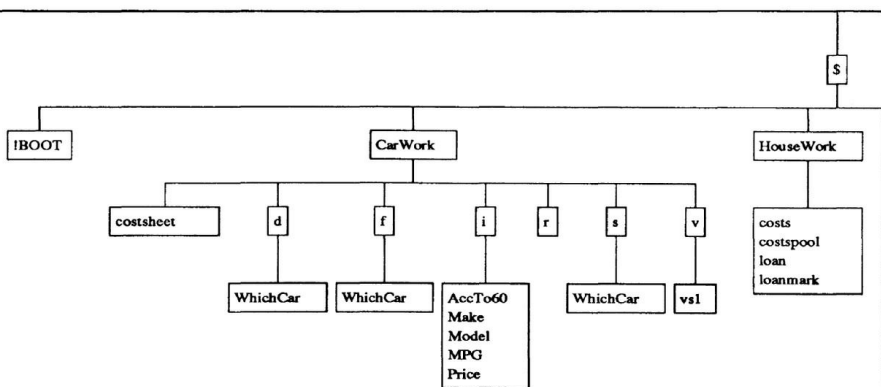 $
!BOOT
CarWork
HouseWork
costsheet
d
f
i
r
s
v
costs
costspool
loan
loanmark
WhichCar
WhichCar
AccTo60
Make
Model
MPG
Price
WhichCar
vs1